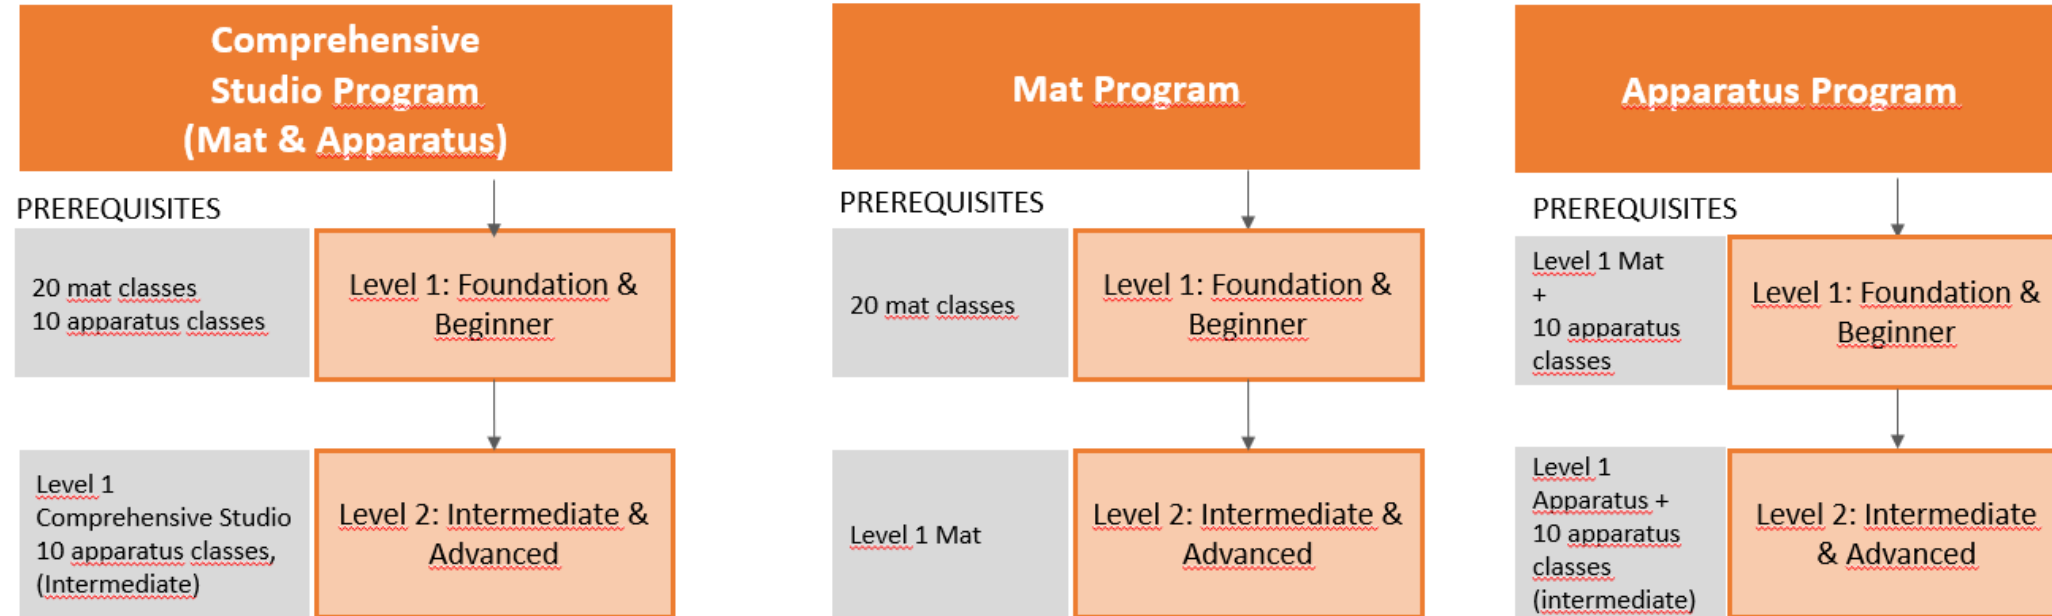 Comprehensive
Studio Program
(Mat & Apparatus)
PREREQUISITES
20 mat classes
10 apparatus classes
Level 1: Foundation &
Beginner
Level 1
Comprehensive Studio
10 apparatus classes,
(Intermediate)
Level 2: Intermediate &
Advanced
Mat Program
PREREQUISITES
20 mat classes
Level 1: Foundation &
Beginner
Level 1 Mat
Level 2: Intermediate &
Advanced
Apparatus Program
PREREQUISITES
Level 1 Mat
+
10 apparatus
classes
Level 1: Foundation &
Beginner
Level 1
Apparatus +
10 apparatus
classes
(intermediate)
Level 2: Intermediate
& Advanced